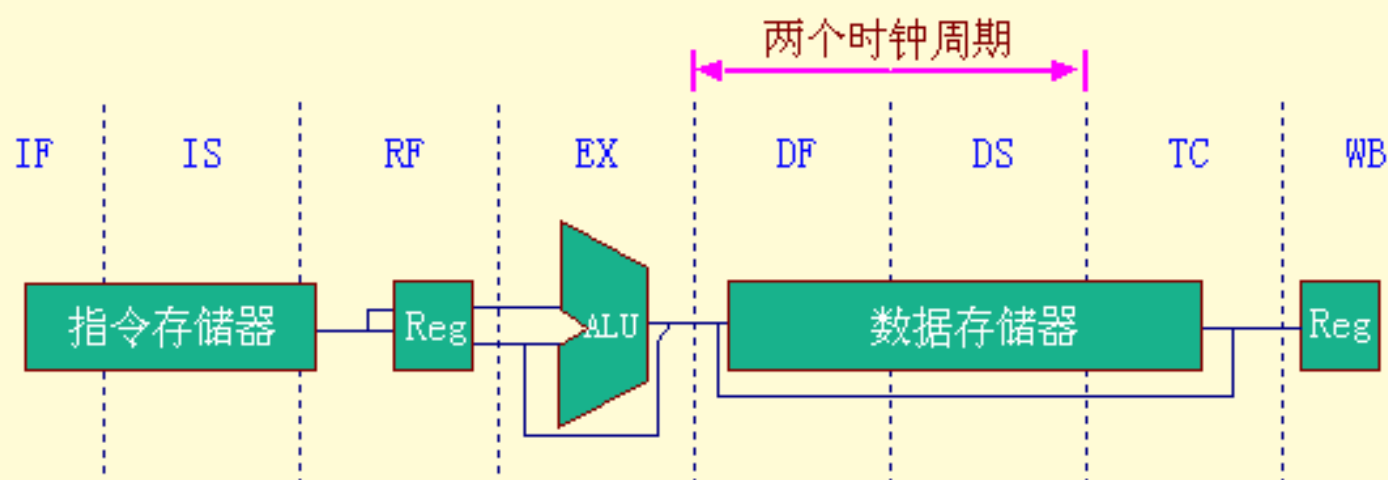 两个时钟周期
IF IS RF EX DF DS TC WB
指令存储器 Reg ALU 数据存储器 Reg